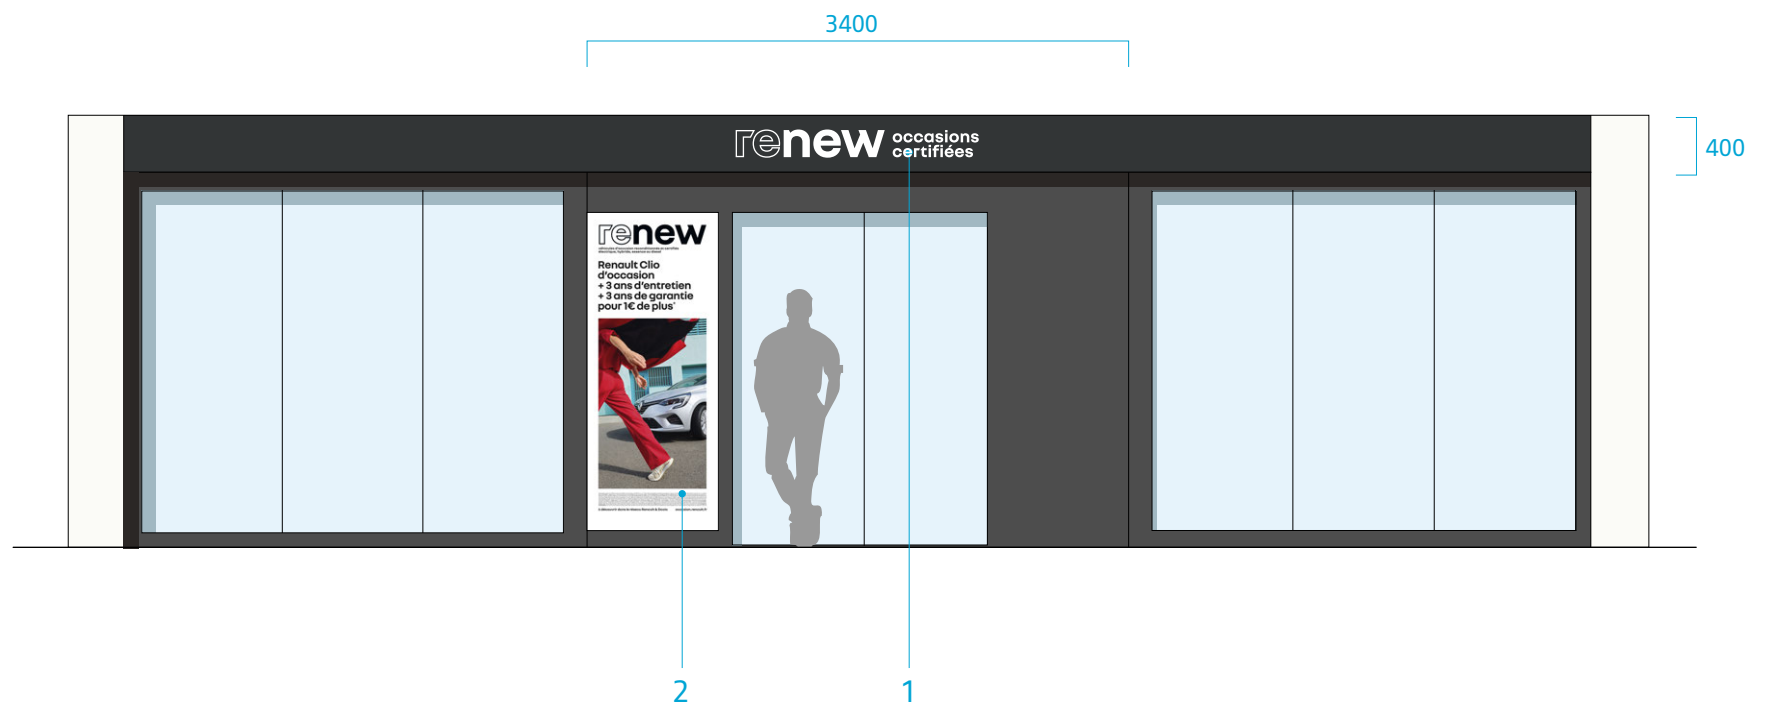 3400
renew occasions
certifiées
400
renew
Renault Clio
d'occasion
+ 3 ans d'entretien
+ 3 ans de garantie
pour 1€ de plus*
2
1